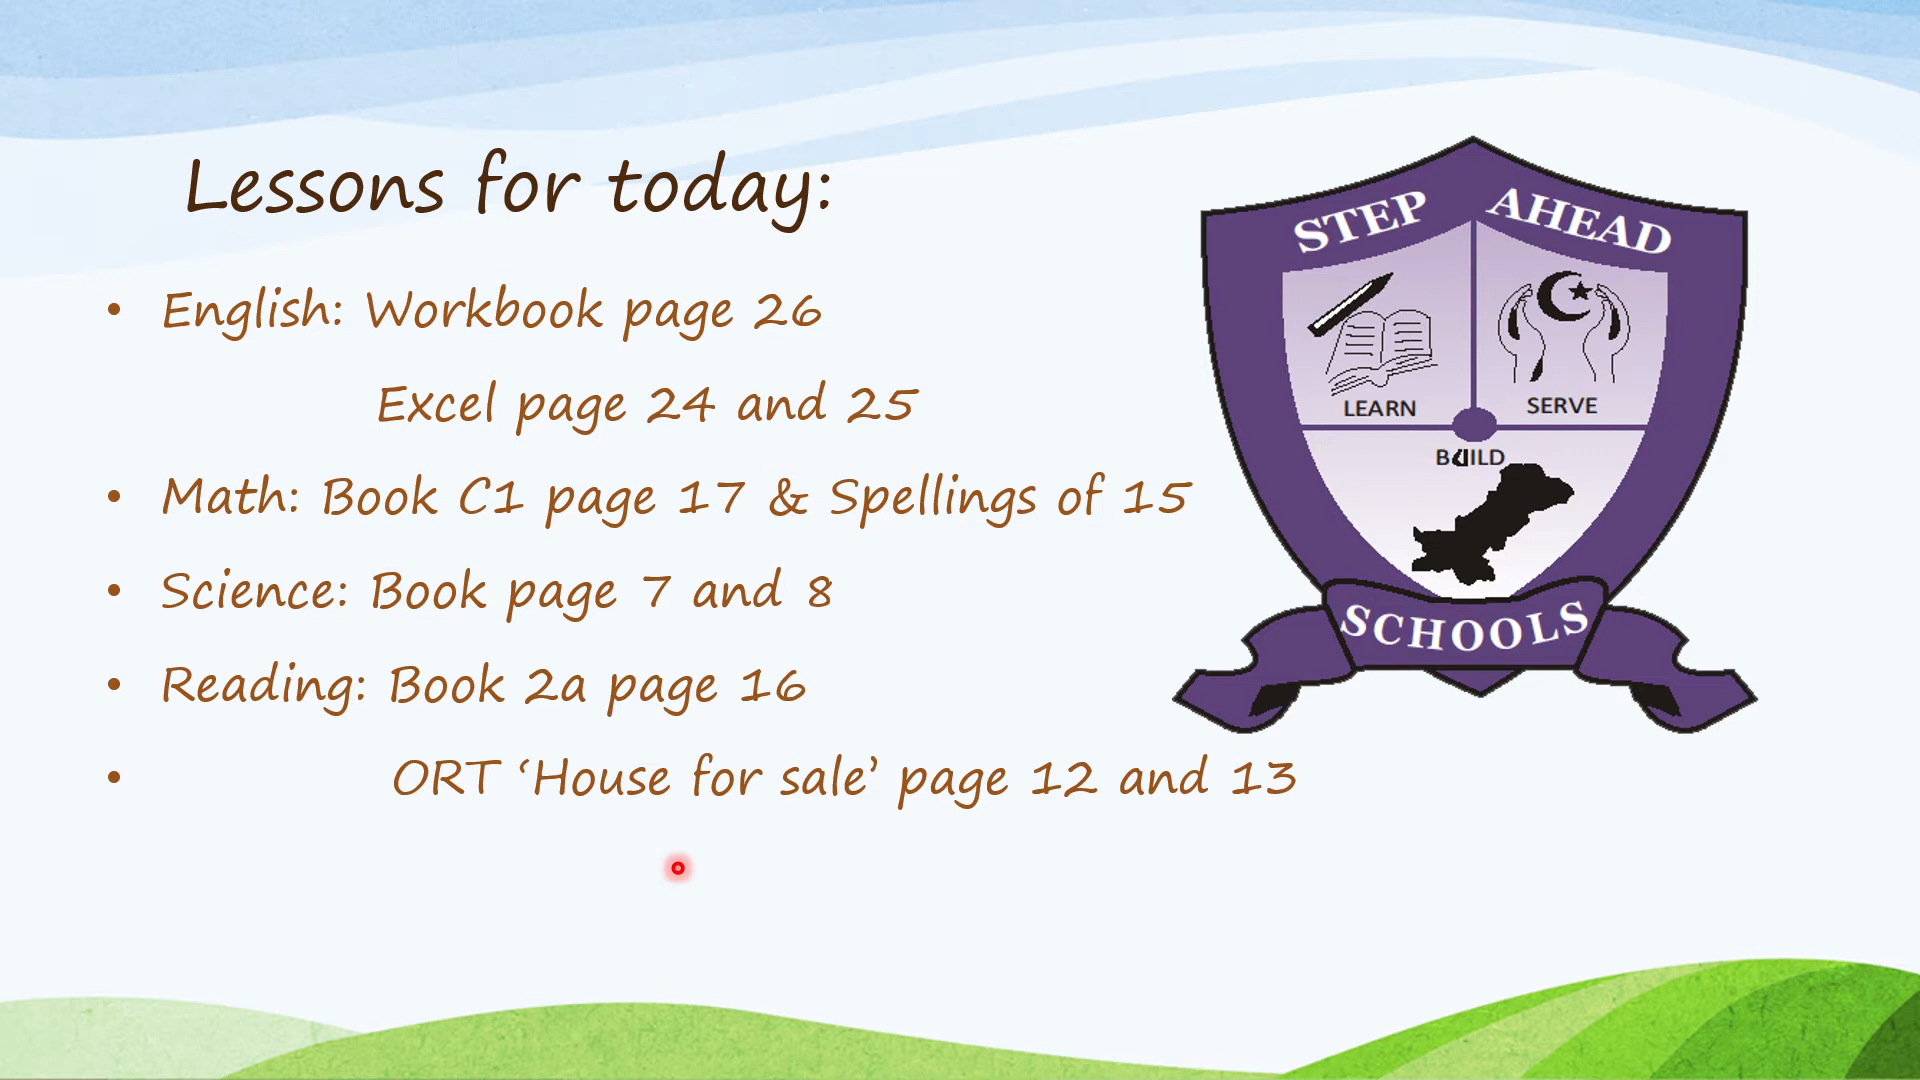 Lessons for today:
• English: Workbook page 26
Excel page 24 and 25
• Math: Book C1 page 17 & Spellings of 15
• Science: Book page 7 and 8
• Reading: Book 2a page 16
• ORT ‘House for sale’ page 12 and 13
STEP AHEAD
LEARN
SERVE
BUILD
SCHOOLS